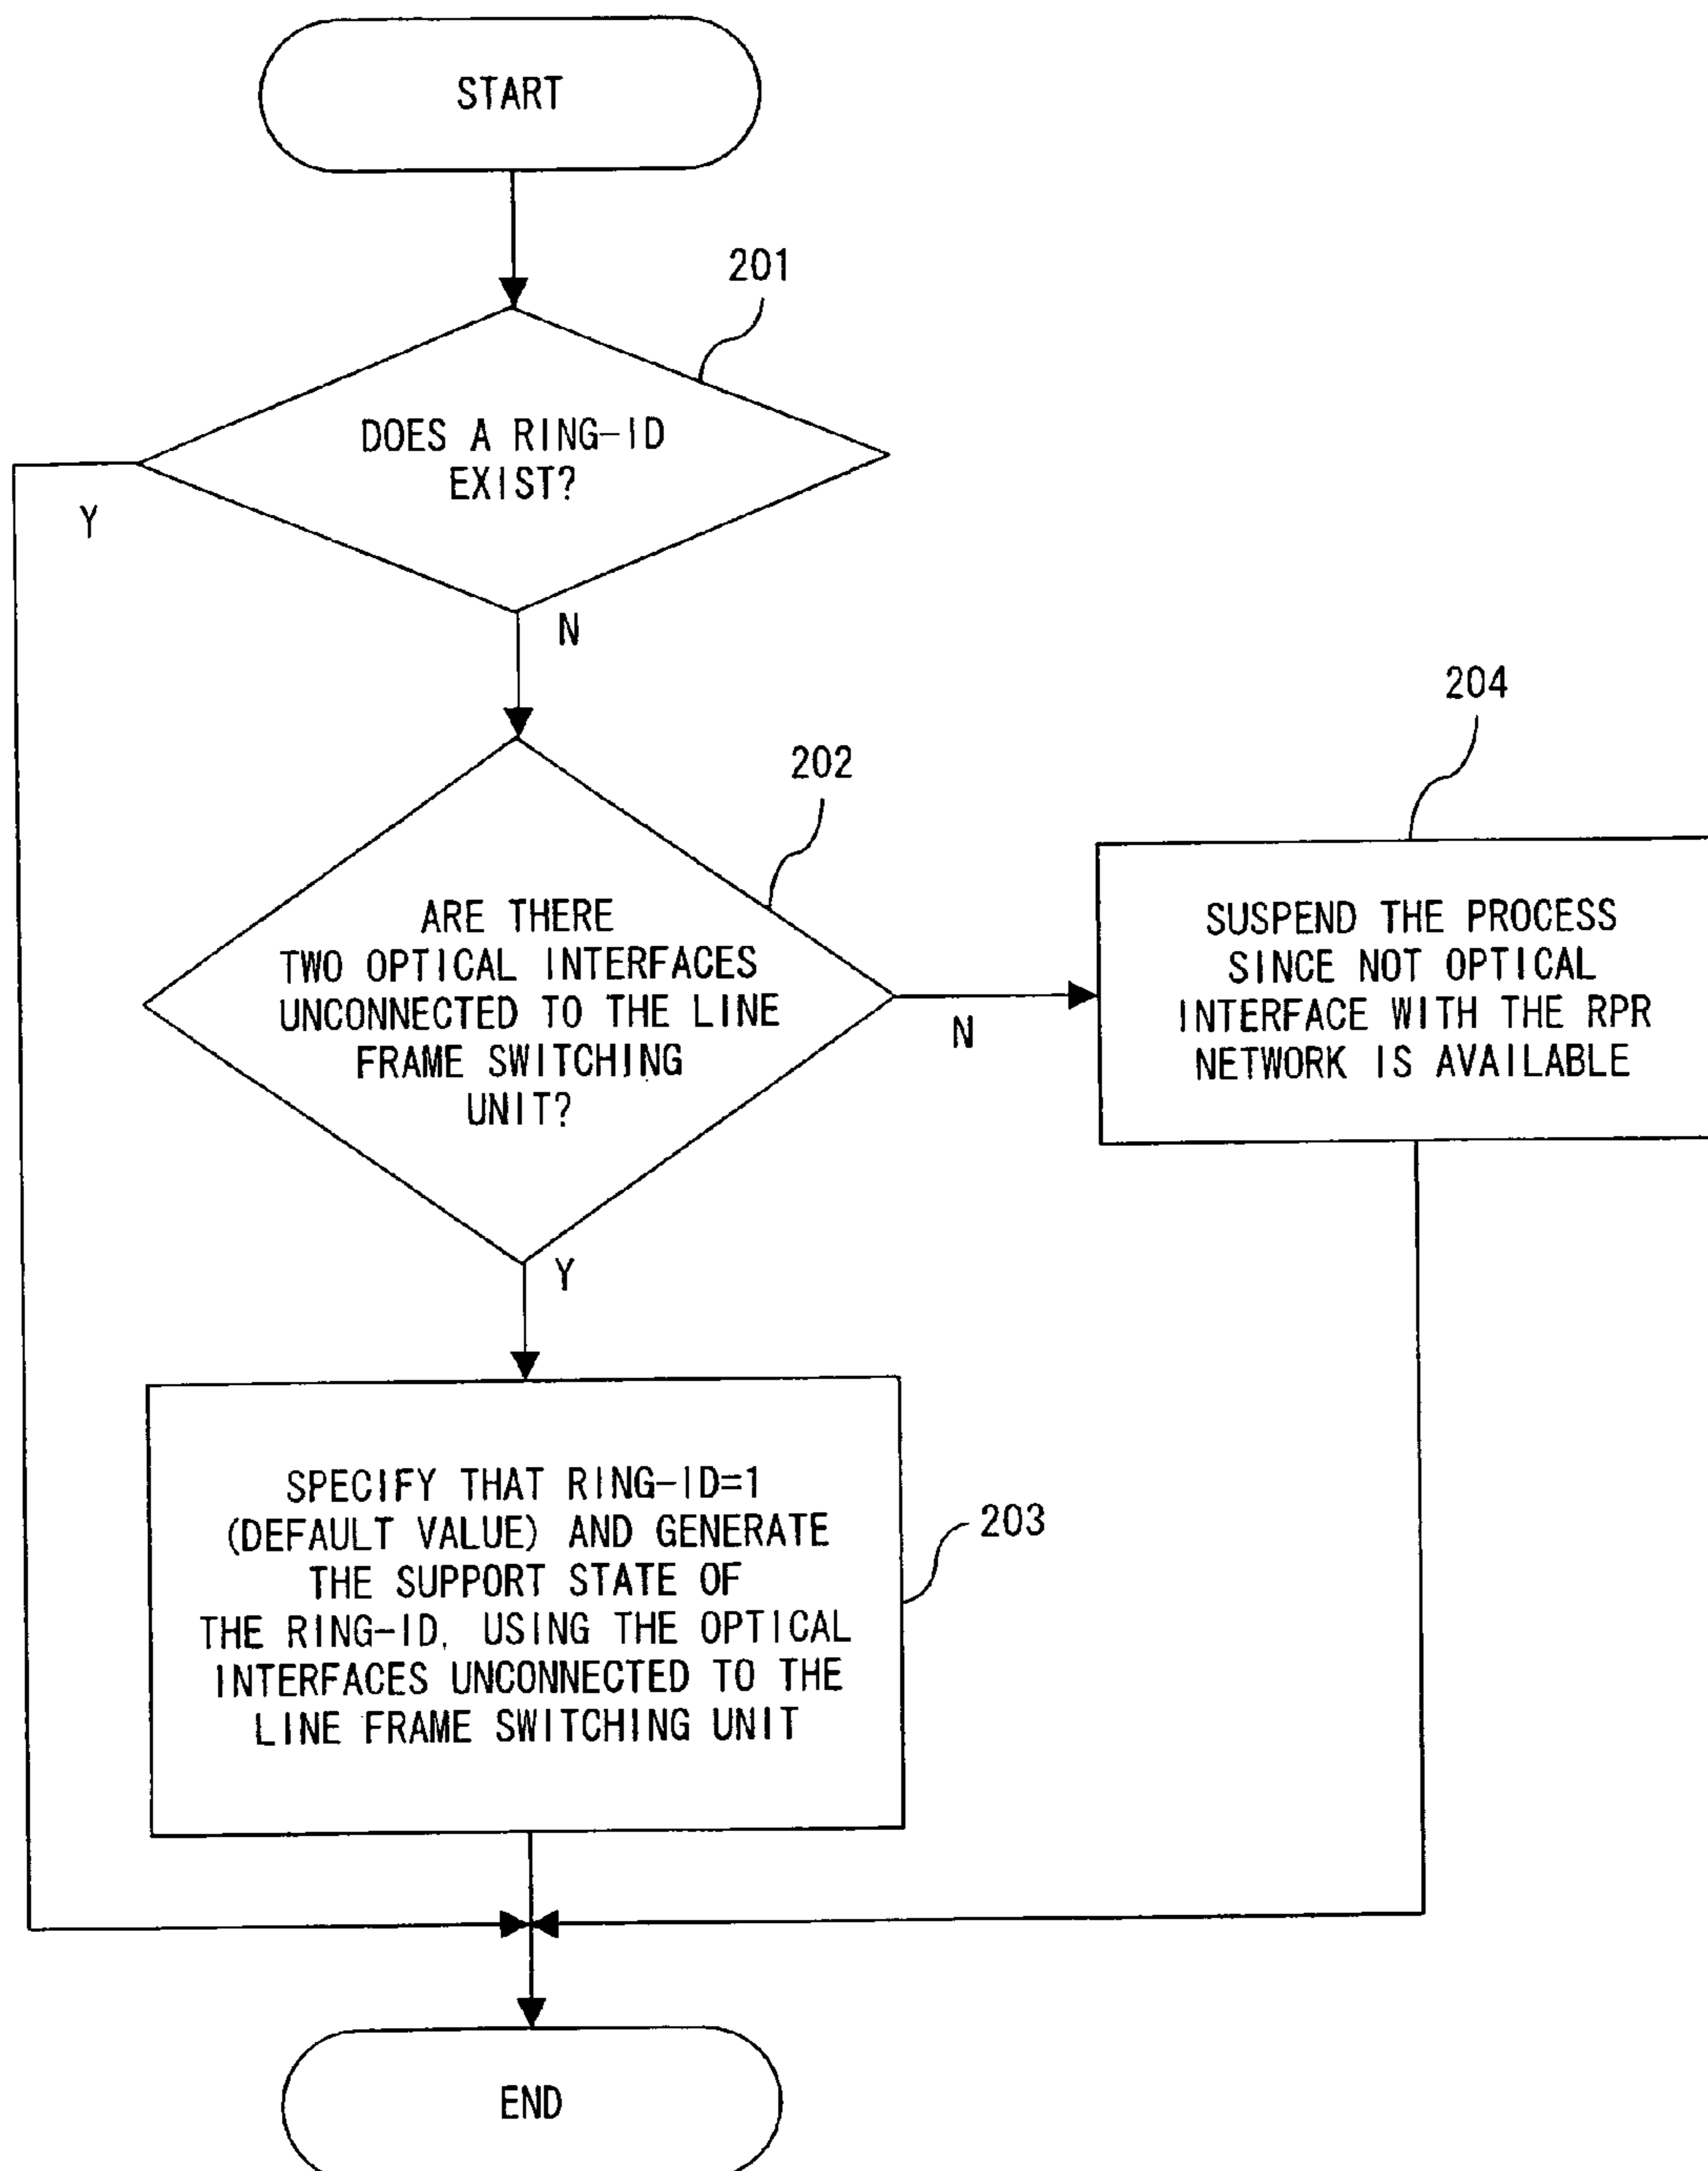 START
201
DOES A RING-ID
EXIST?
Y
N
202
ARE THERE
TWO OPTICAL INTERFACES
UNCONNECTED TO THE LINE
FRAME SWITCHING
UNIT?
N
204
SUSPEND THE PROCESS
SINCE NOT OPTICAL
INTERFACE WITH THE RPR
NETWORK IS AVAILABLE
Y
SPECIFY THAT RING-ID=1
(DEFAULT VALUE) AND GENERATE
THE SUPPORT STATE OF
THE RING-ID, USING THE OPTICAL
INTERFACES UNCONNECTED TO THE
LINE FRAME SWITCHING UNIT
203
END